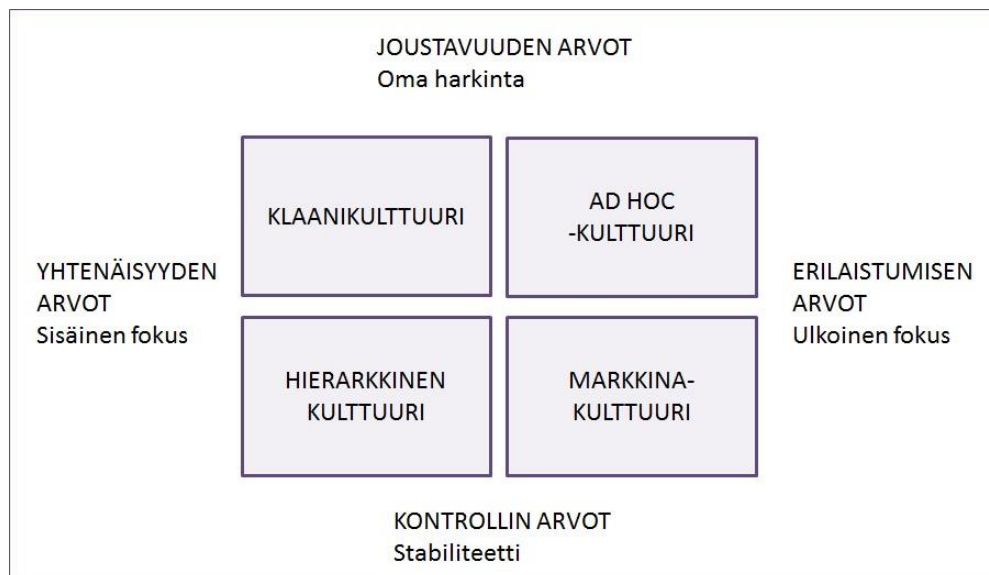 JOUSTAVUUDEN ARVOT
Oma harkinta
KLAANIKULTTUURI
AD HOC
-KULTTUURI
YHTENÄISYYDEN
ARVOT
Sisäinen fokus
ERILAISTUMISEN
ARVOT
Ulkoinen fokus
HIERARKKINEN
KULTTUURI
MARKKINA-
KULTTUURI
KONTROLLIN ARVOT
Stabiliteetti